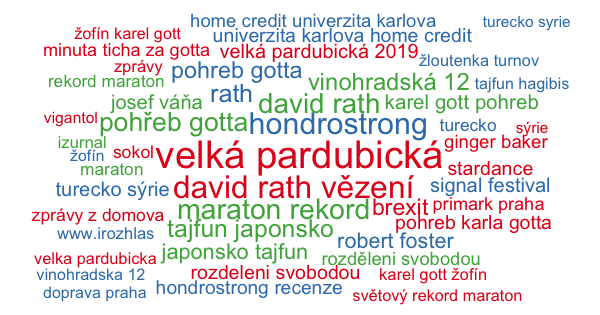 home credit univerzita karlova
turecko syrie
žofín karel gott
univerzita karlova home credit
minuta ticha za gotta
velká pardubická 2019
žloutenka turnov
zprávy
pohreb gotta
rekord maraton
vinohradská 12
tajfun hagibis
rath
josef váňa
david rath
karel gott pohreb
vigantol
pohřeb gotta
hondrostrong
turecko
sýrie
izurnal
ginger baker
žofín
sokol
velká pardubická
maraton
stardance
turecko sýrie
david rath vězení
signal festival
maraton rekord
brexit
primark praha
zprávy z domova
pohreb karla gotta
www.irozhlas
tajfun japonsko
robert foster
velka pardubicka
japonsko tajfun
rozděleni svobodou
vinohradska 12
rozdeleni svobodou
karel gott žofín
doprava praha
hondrostrong recenze
světový rekord maraton